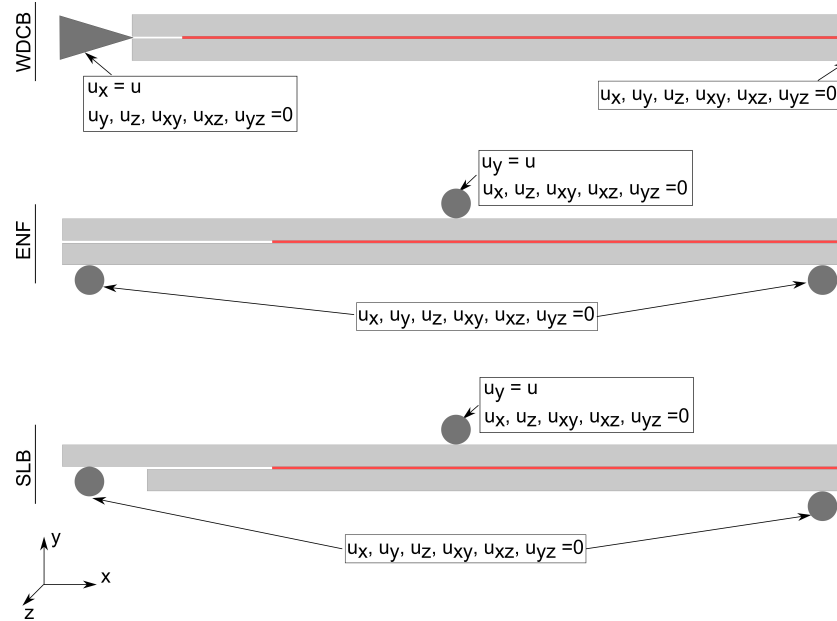 WDCB
u_x = u
u_y, u_z, u_xy, u_xz, u_yz =0
u_x, u_y, u_z, u_xy, u_xz, u_yz =0
ENF
u_y = u
u_x, u_z, u_xy, u_xz, u_yz =0
u_x, u_y, u_z, u_xy, u_xz, u_yz =0
SLB
u_y = u
u_x, u_z, u_xy, u_xz, u_yz =0
u_x, u_y, u_z, u_xy, u_xz, u_yz =0
y
x
z